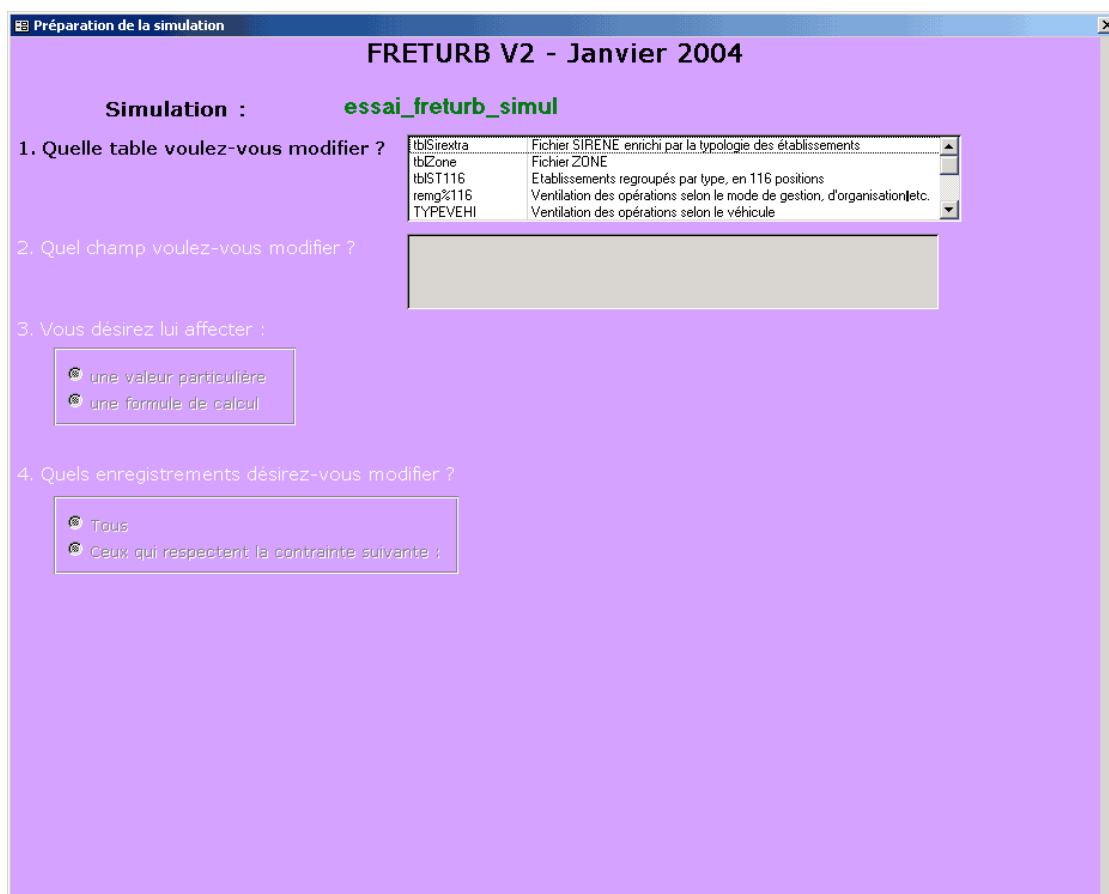 Préparation de la simulation
FRETURB V2 - Janvier 2004
Simulation : essai_freturb_simul
1. Quelle table voulez-vous modifier ?
tblSirextra Fichier SIRENE enrichi par la typologie des établissements
tblZone Fichier ZONE
tblST116 Etablissements regroupés par type, en 116 positions
remg%116 Ventilation des opérations selon le mode de gestion, d'organisation|etc.
TYPEVEHI Ventilation des opérations selon le véhicule
2. Quel champ voulez-vous modifier ?
3. Vous désirez lui affecter :
une valeur particulière
une formule de calcul
4. Quels enregistrements désirez-vous modifier ?
Tous
Ceux qui respectent la contrainte suivante :